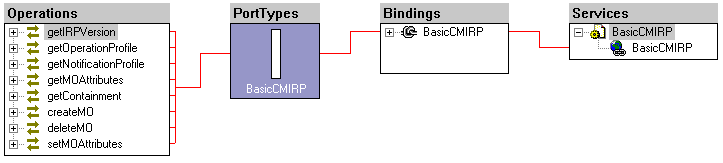 Operations
getIRPVersion
getOperationProfile
getNotificationProfile
getMOAttributes
getContainment
createMO
deleteMO
setMOAttributes
PortTypes
BasicCMIRP
Bindings
BasicCMIRP
Services
BasicCMIRP
BasicCMIRP